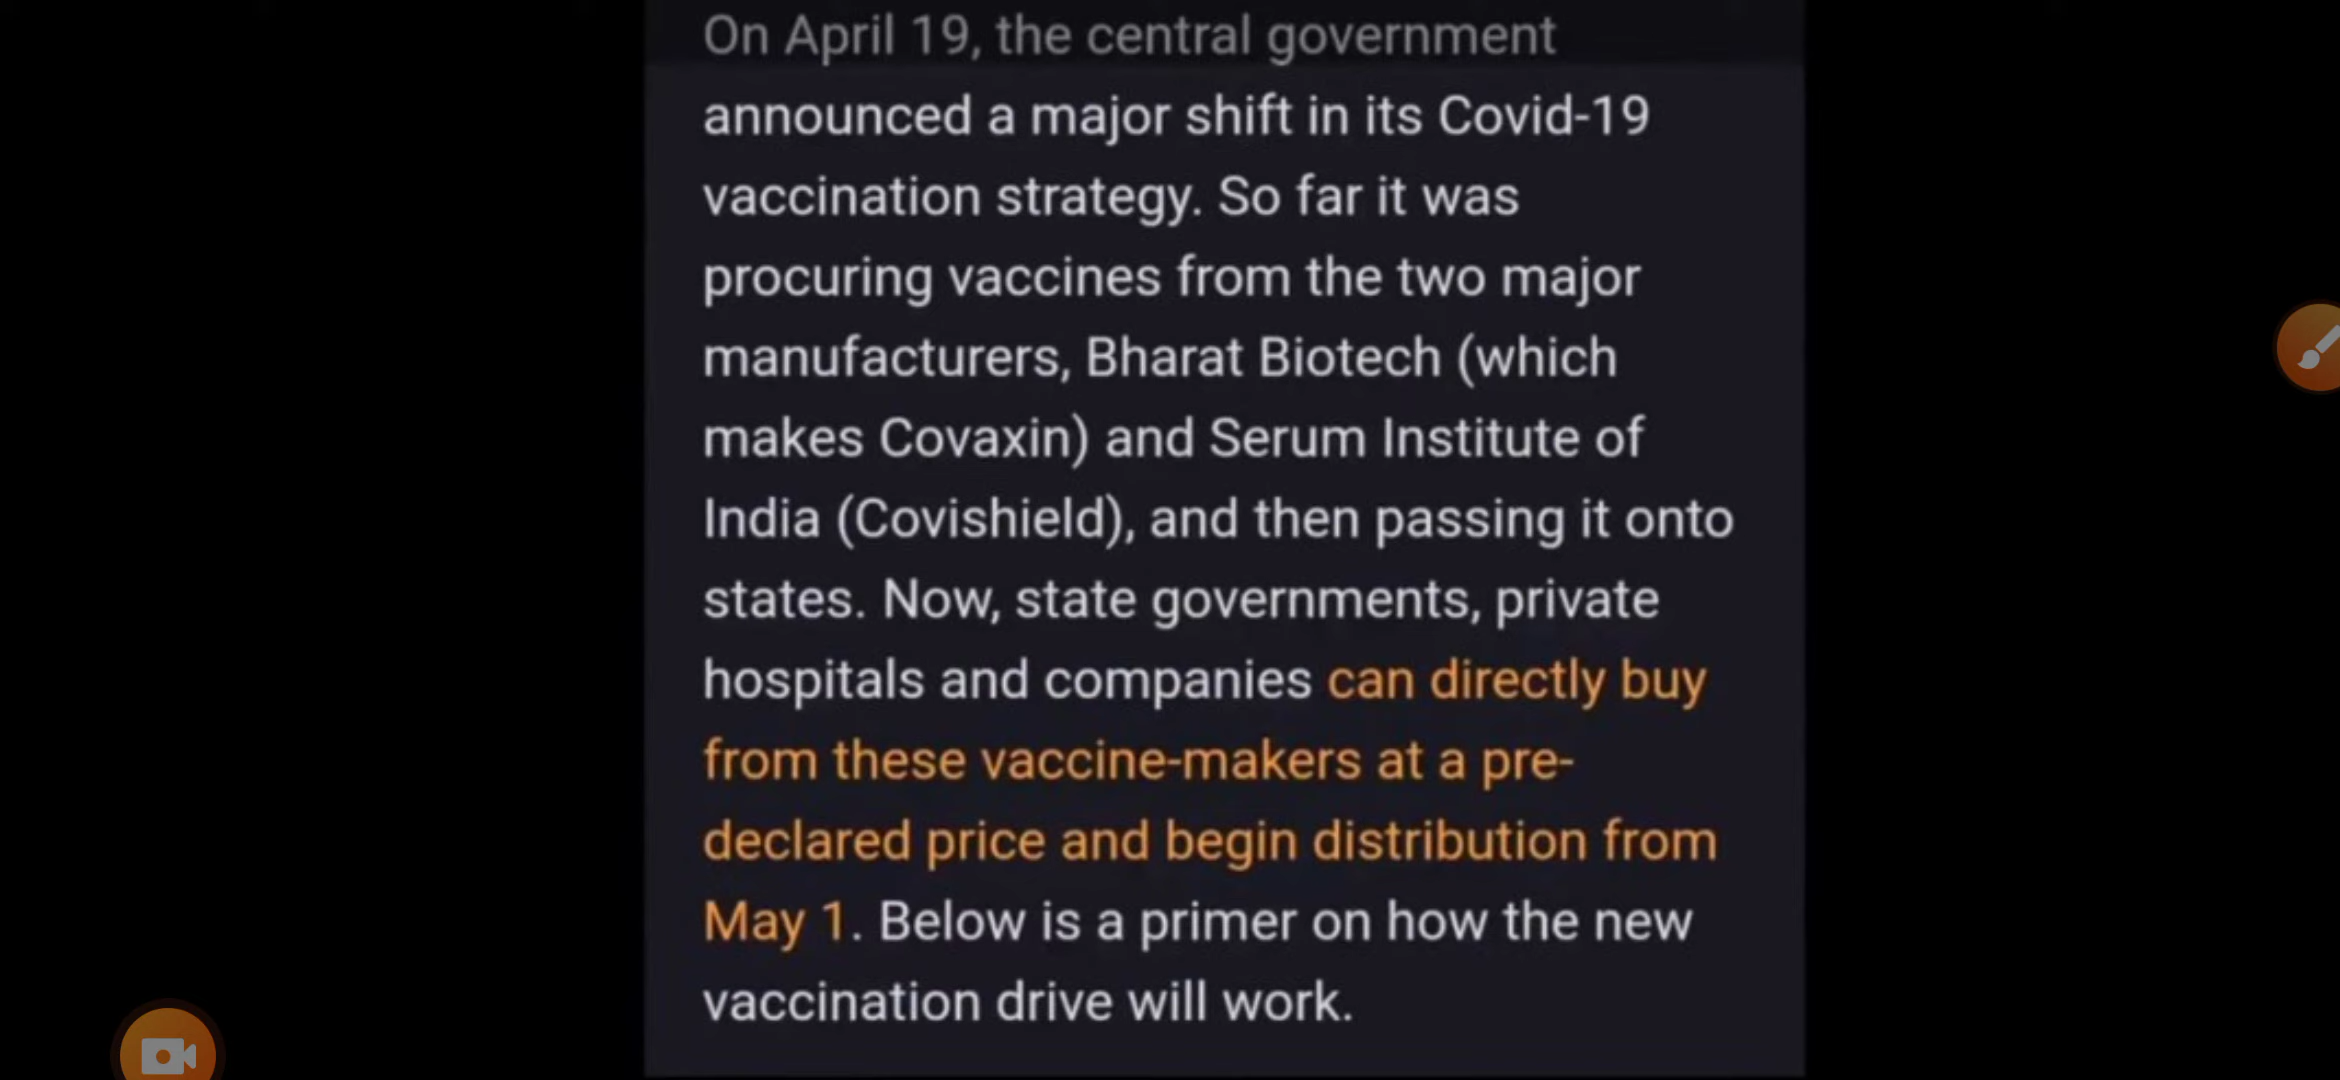 On April 19, the central government
announced a major shift in its Covid-19
vaccination strategy. So far it was
procuring vaccines from the two major
manufacturers, Bharat Biotech (which
makes Covaxin) and Serum Institute of
India (Covishield), and then passing it onto
states. Now, state governments, private
hospitals and companies can directly buy
from these vaccine-makers at a pre-
declared price and begin distribution from
May 1. Below is a primer on how the new
vaccination drive will work.